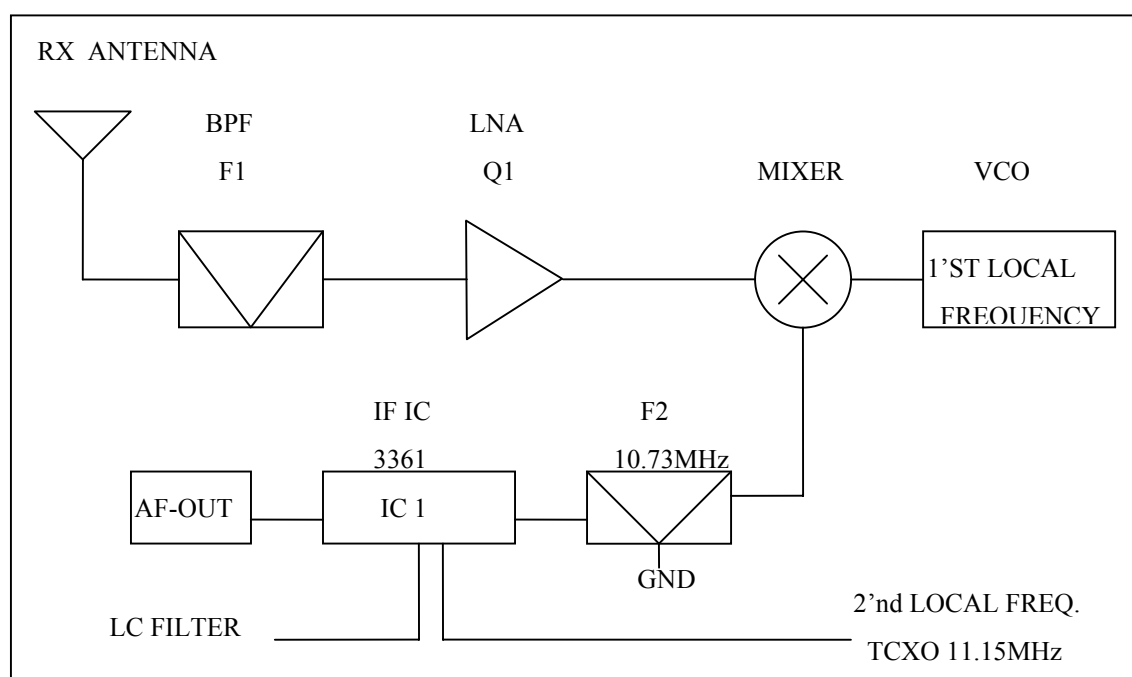 RX ANTENNA
BPF
F1
LNA
Q1
MIXER
VCO
1’ST LOCAL
FREQUENCY
IF IC
3361
IC 1
F2
10.73MHz
AF-OUT
GND
LC FILTER
2’nd LOCAL FREQ.
TCXO 11.15MHz